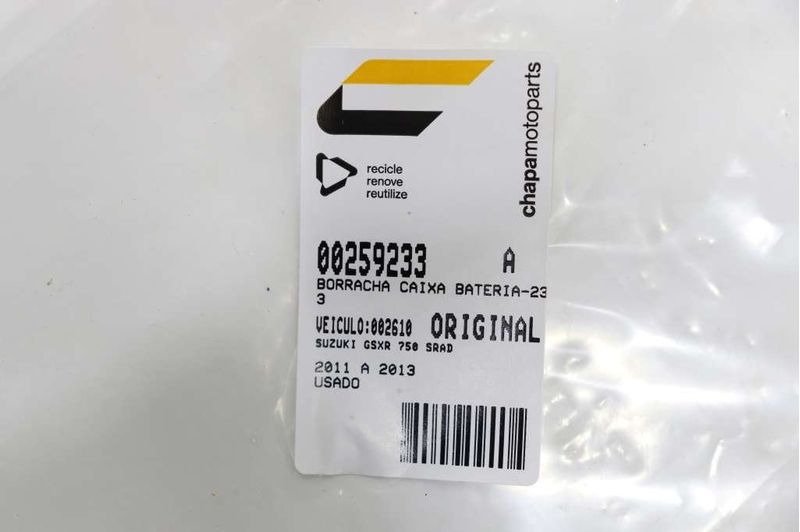 chapamotoparts
recicle
renove
reutilize
00259233 A
BORRACHA CAIXA BATERIA-23
3
VEICULO:002610 ORIGINAL
SUZUKI GSXR 750 SRAD
2011 A 2013
USADO